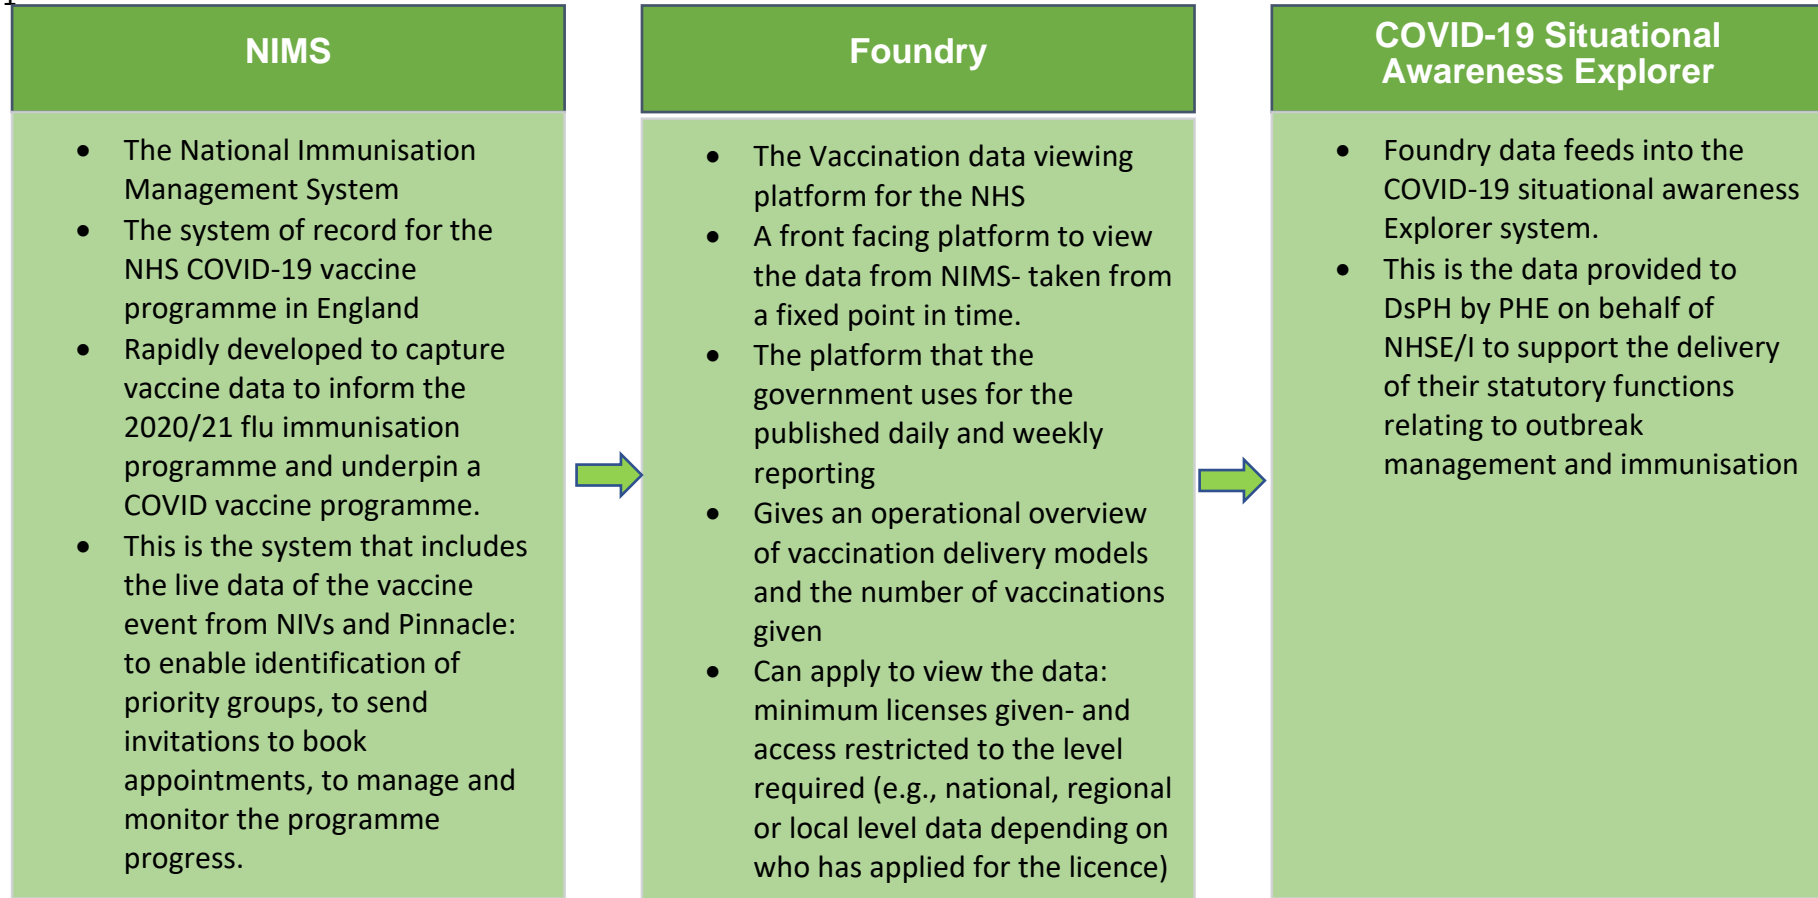 1
NIMS
• The National Immunisation
Management System
• The system of record for the
NHS COVID-19 vaccine
programme in England
• Rapidly developed to capture
vaccine data to inform the
2020/21 flu immunisation
programme and underpin a
COVID vaccine programme.
• This is the system that includes
the live data of the vaccine
event from NIVs and Pinnacle:
to enable identification of
priority groups, to send
invitations to book
appointments, to manage and
monitor the programme
progress.
Foundry
• The Vaccination data viewing
platform for the NHS
• A front facing platform to view
the data from NIMS- taken from
a fixed point in time.
• The platform that the
government uses for the
published daily and weekly
reporting
• Gives an operational overview
of vaccination delivery models
and the number of vaccinations
given
• Can apply to view the data:
minimum licenses given- and
access restricted to the level
required (e.g., national, regional
or local level data depending on
who has applied for the licence)
COVID-19 Situational
Awareness Explorer
• Foundry data feeds into the
COVID-19 situational awareness
Explorer system.
• This is the data provided to
DsPH by PHE on behalf of
NHSE/I to support the delivery
of their statutory functions
relating to outbreak
management and immunisation